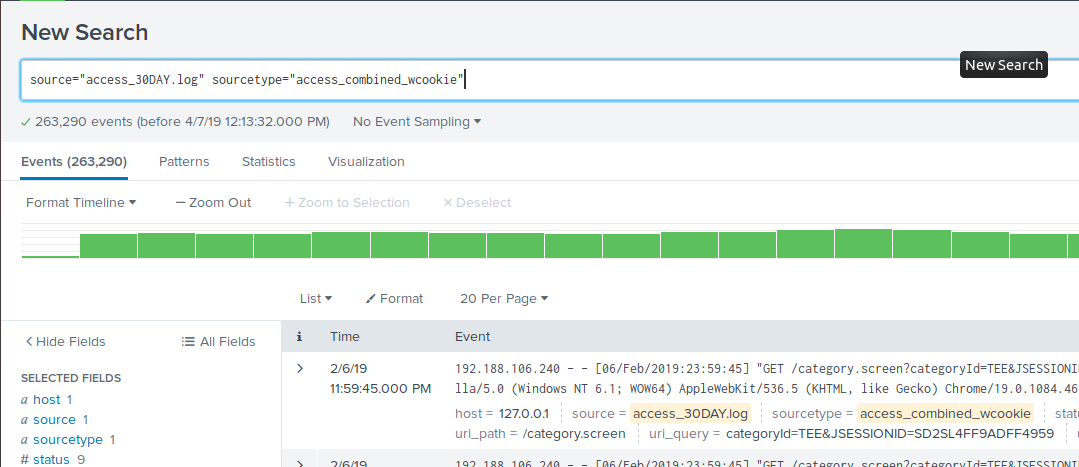 New Search
source="access_30DAY.log" sourcetype="access_combined_wcookie"
New Search
263,290 events (before 4/7/19 12:13:32.000 PM) No Event Sampling
Events (263,290) Patterns Statistics Visualization
Format Timeline — Zoom Out + Zoom to Selection × Deselect
List Format 20 Per Page
< Hide Fields All Fields i Time Event
SELECTED FIELDS
a host 1
a source 1
a sourcetype 1
# status 9
> 2/6/19 192.188.106.240 - - [06/Feb/2019:23:59:45] "GET /category.screen?categoryId=TEE&JSESSIONI
11:59:45.000 PM lla/5.0 (Windows NT 6.1; WOW64) AppleWebKit/536.5 (KHTML, like Gecko) Chrome/19.0.1084.46
host = 127.0.0.1 source = access_30DAY.log sourcetype = access_combined_wcookie stat
uri_path = /category.screen uri_query = categoryId=TEE&JSESSIONID=SD2SL4FF9ADFF4959
> 2/6/19 192.188.106.240 - - [06/Feb/2019:23:59:45] "GET /category.screen?categoryId=TEE&JSESSIONI